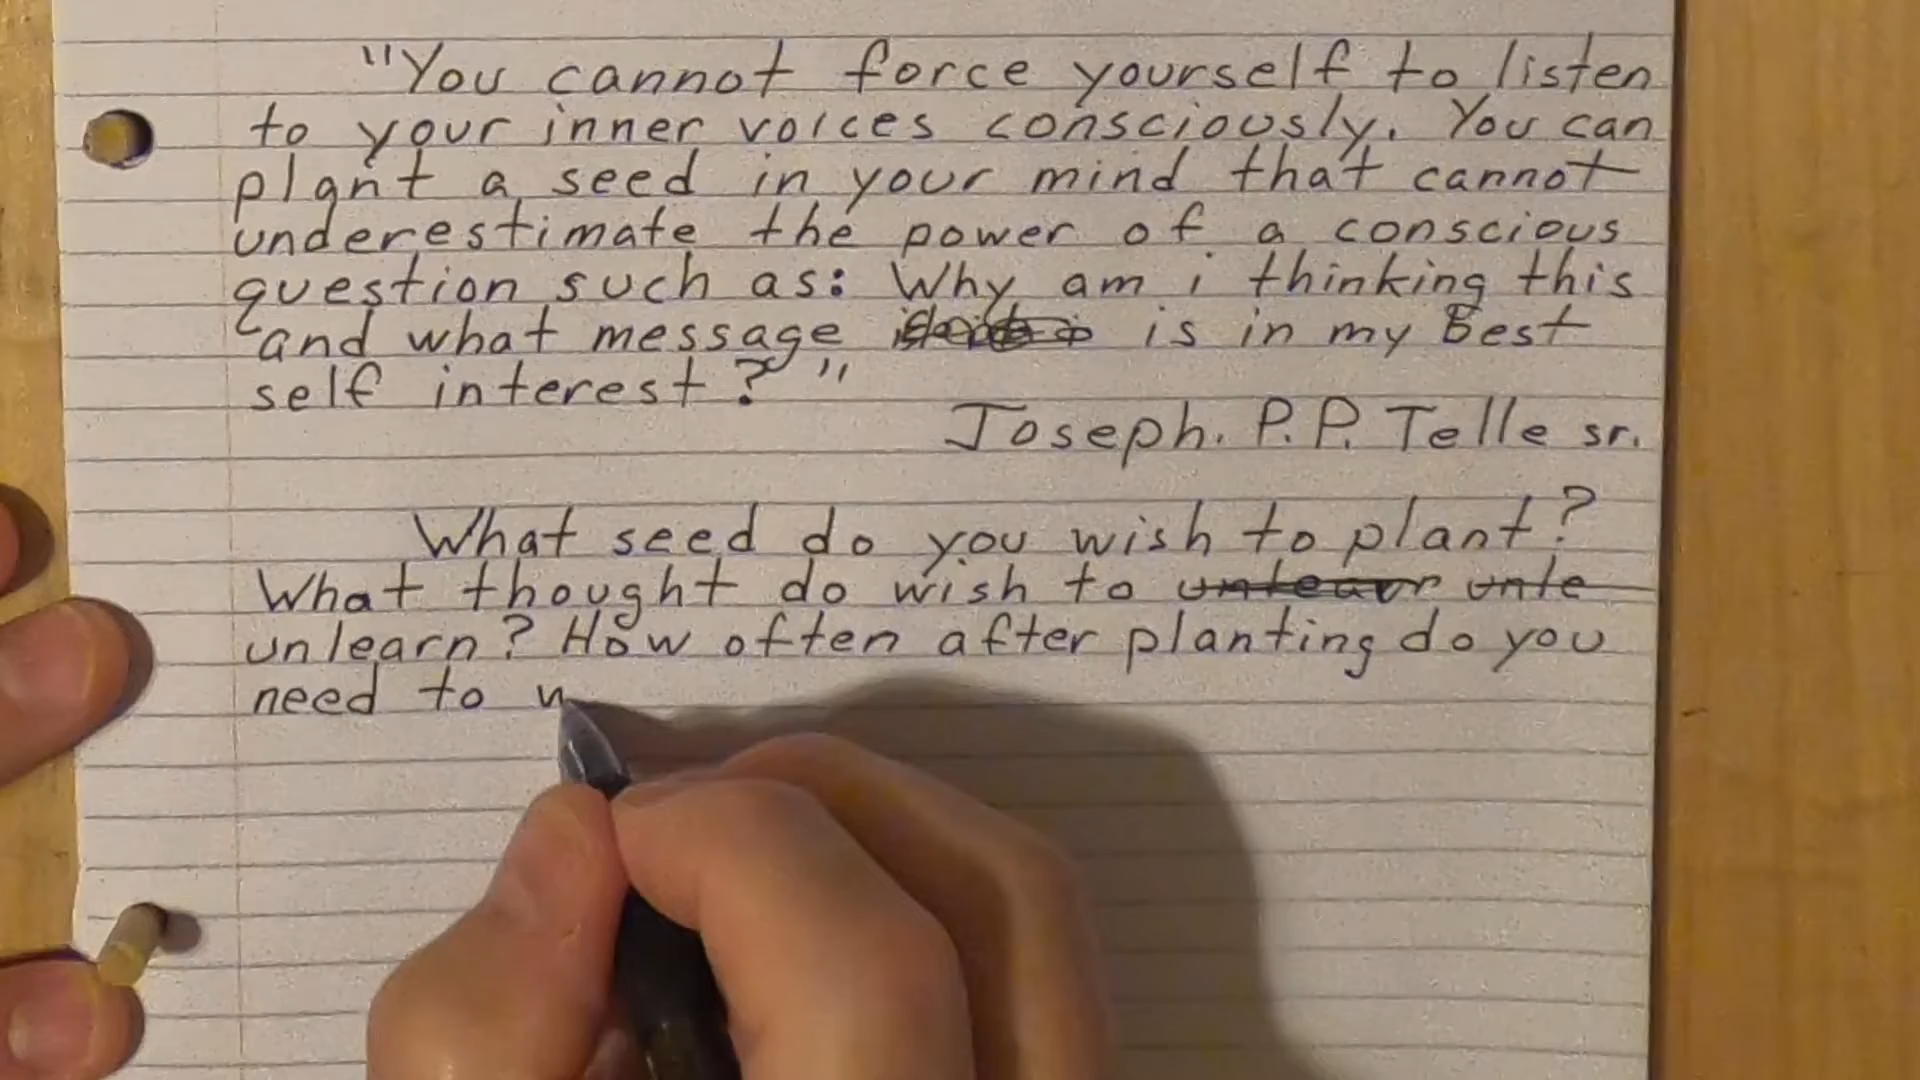 "You cannot force yourself to listen
to your inner voices consciously. You can
plant a seed in your mind that cannot
underestimate the power of a conscious
question such as: Why am i thinking this
and what message is in my Best
self interest?"
Joseph. P.P. Telle sr.
What seed do you wish to plant?
What thought do wish to unlear unle
unlearn? How often after planting do you
need to